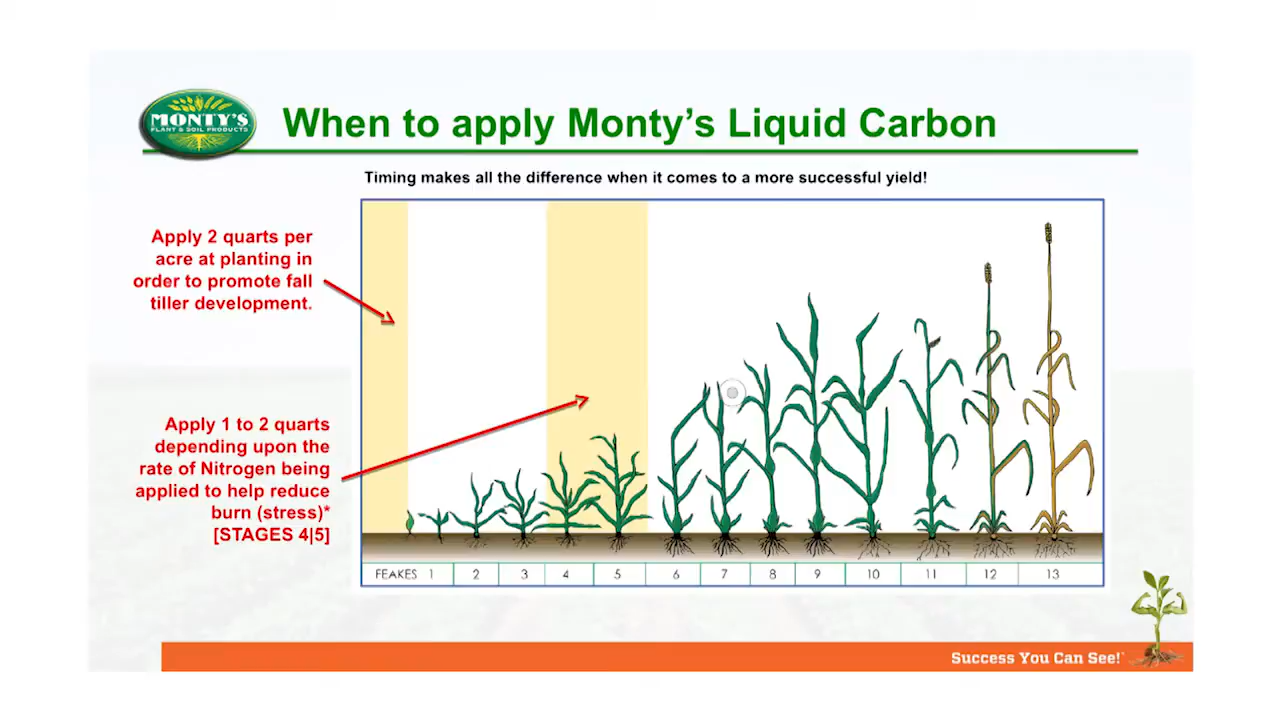 MONTY'S
PLANT & SOIL PRODUCTS
When to apply Monty's Liquid Carbon
Timing makes all the difference when it comes to a more successful yield!
Apply 2 quarts per
acre at planting in
order to promote fall
tiller development.
Apply 1 to 2 quarts
depending upon the
rate of Nitrogen being
applied to help reduce
burn (stress)*
[STAGES 4|5]
FEAKES 1 2 3 4 5 6 7 8 9 10 11 12 13
Success You Can See!